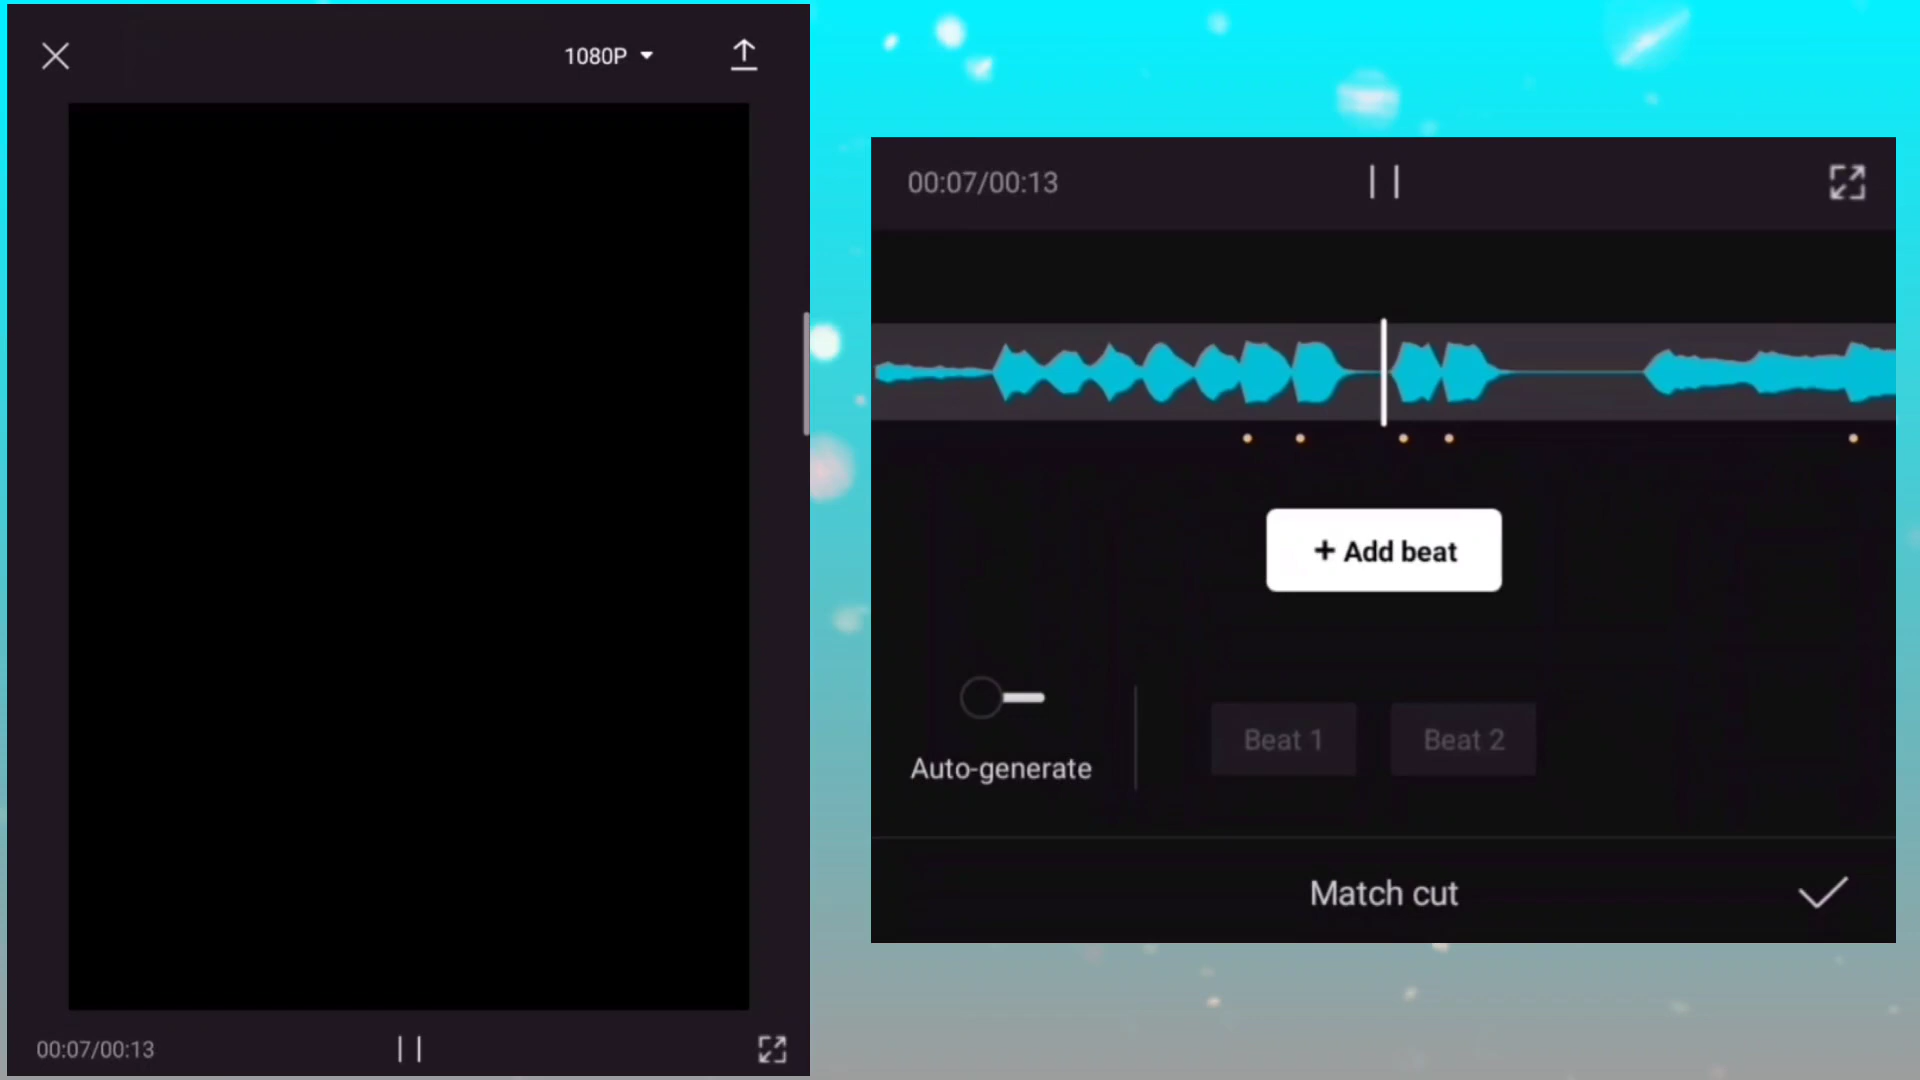 1080P
00:07/00:13
00:07/00:13
+ Add beat
Auto-generate
Beat 1
Beat 2
Match cut